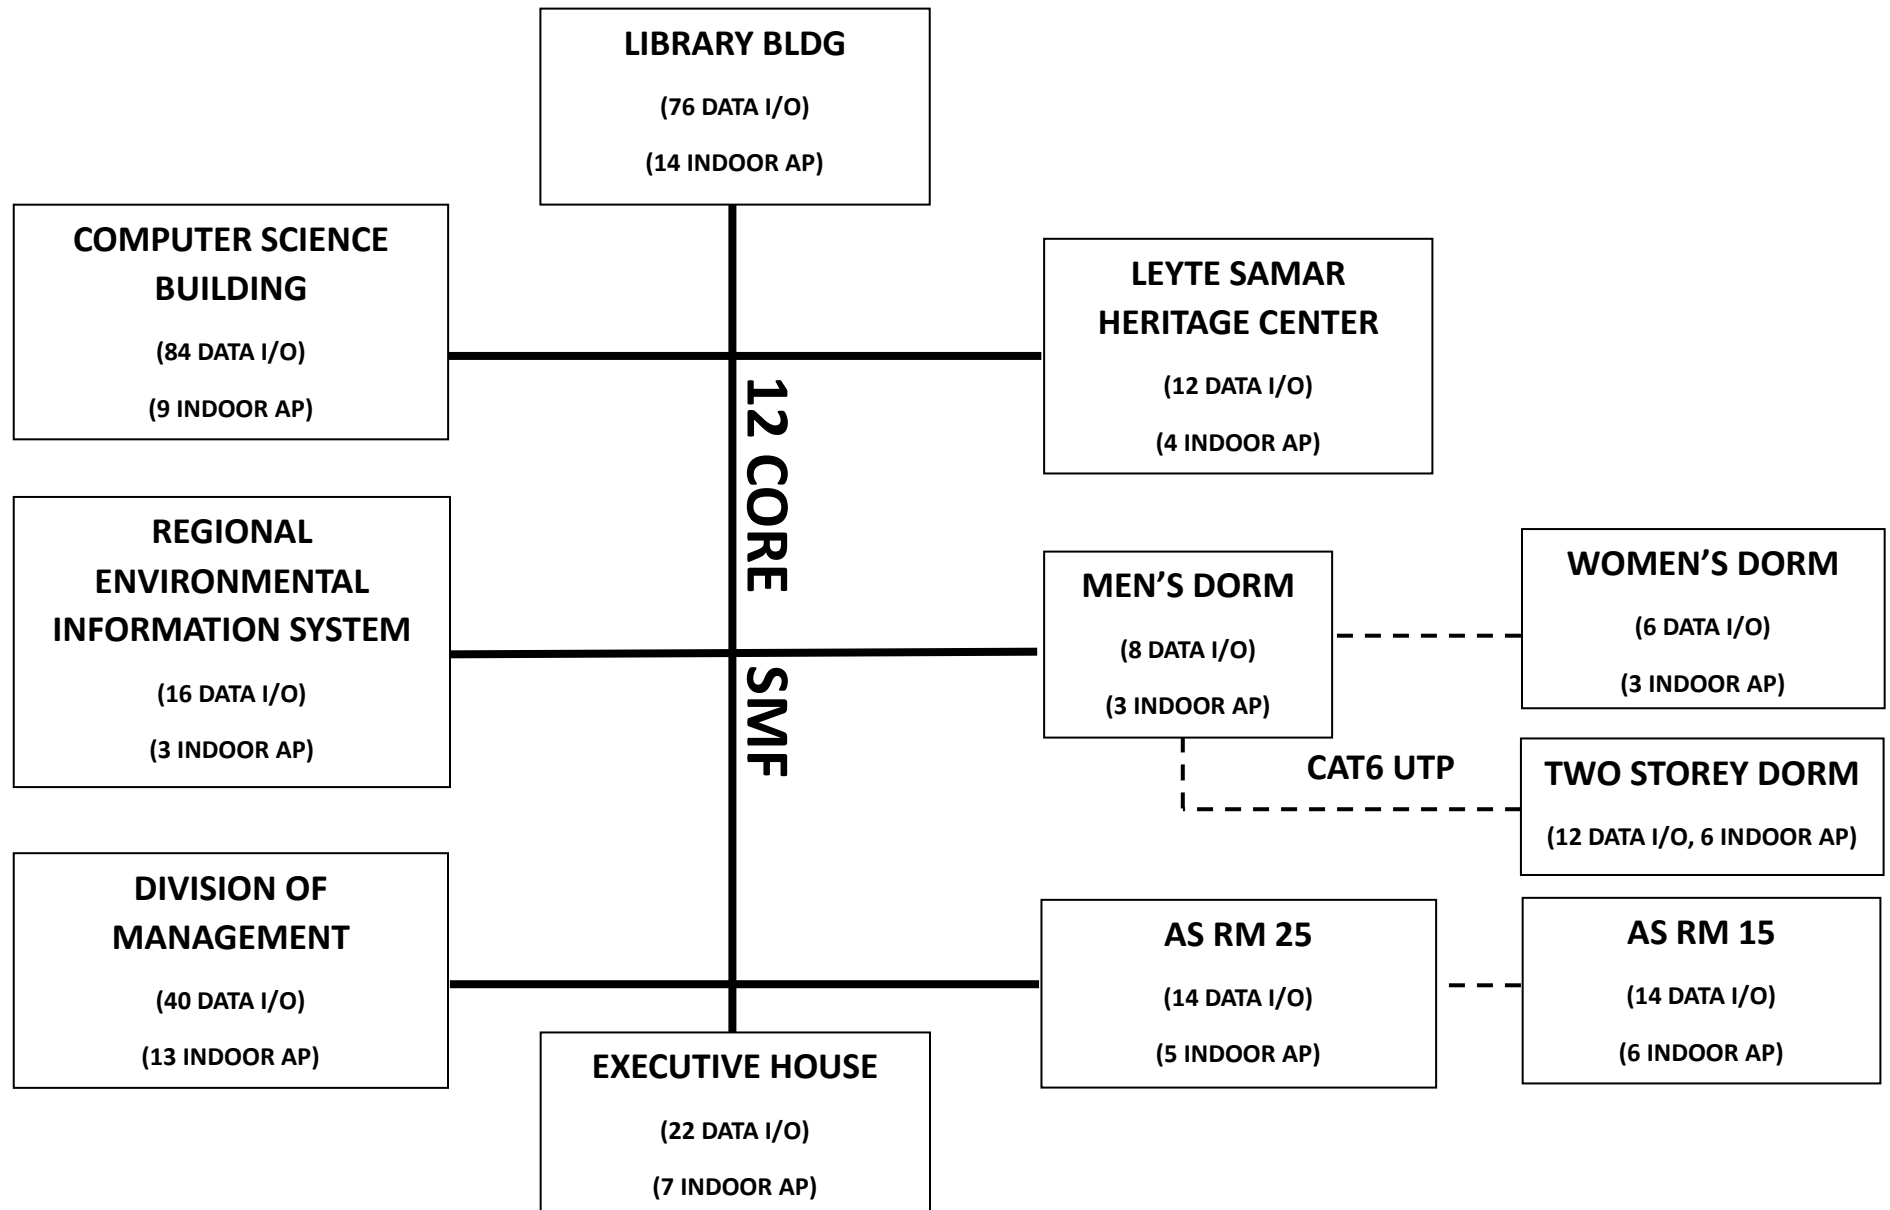 LIBRARY BLDG
(76 DATA I/O)
(14 INDOOR AP)
COMPUTER SCIENCE
BUILDING
(84 DATA I/O)
(9 INDOOR AP)
LEYTE SAMAR
HERITAGE CENTER
(12 DATA I/O)
(4 INDOOR AP)
12 CORE SMF
REGIONAL
ENVIRONMENTAL
INFORMATION SYSTEM
(16 DATA I/O)
(3 INDOOR AP)
MEN’S DORM
(8 DATA I/O)
(3 INDOOR AP)
WOMEN’S DORM
(6 DATA I/O)
(3 INDOOR AP)
CAT6 UTP
TWO STOREY DORM
(12 DATA I/O, 6 INDOOR AP)
DIVISION OF
MANAGEMENT
(40 DATA I/O)
(13 INDOOR AP)
AS RM 25
(14 DATA I/O)
(5 INDOOR AP)
AS RM 15
(14 DATA I/O)
(6 INDOOR AP)
EXECUTIVE HOUSE
(22 DATA I/O)
(7 INDOOR AP)